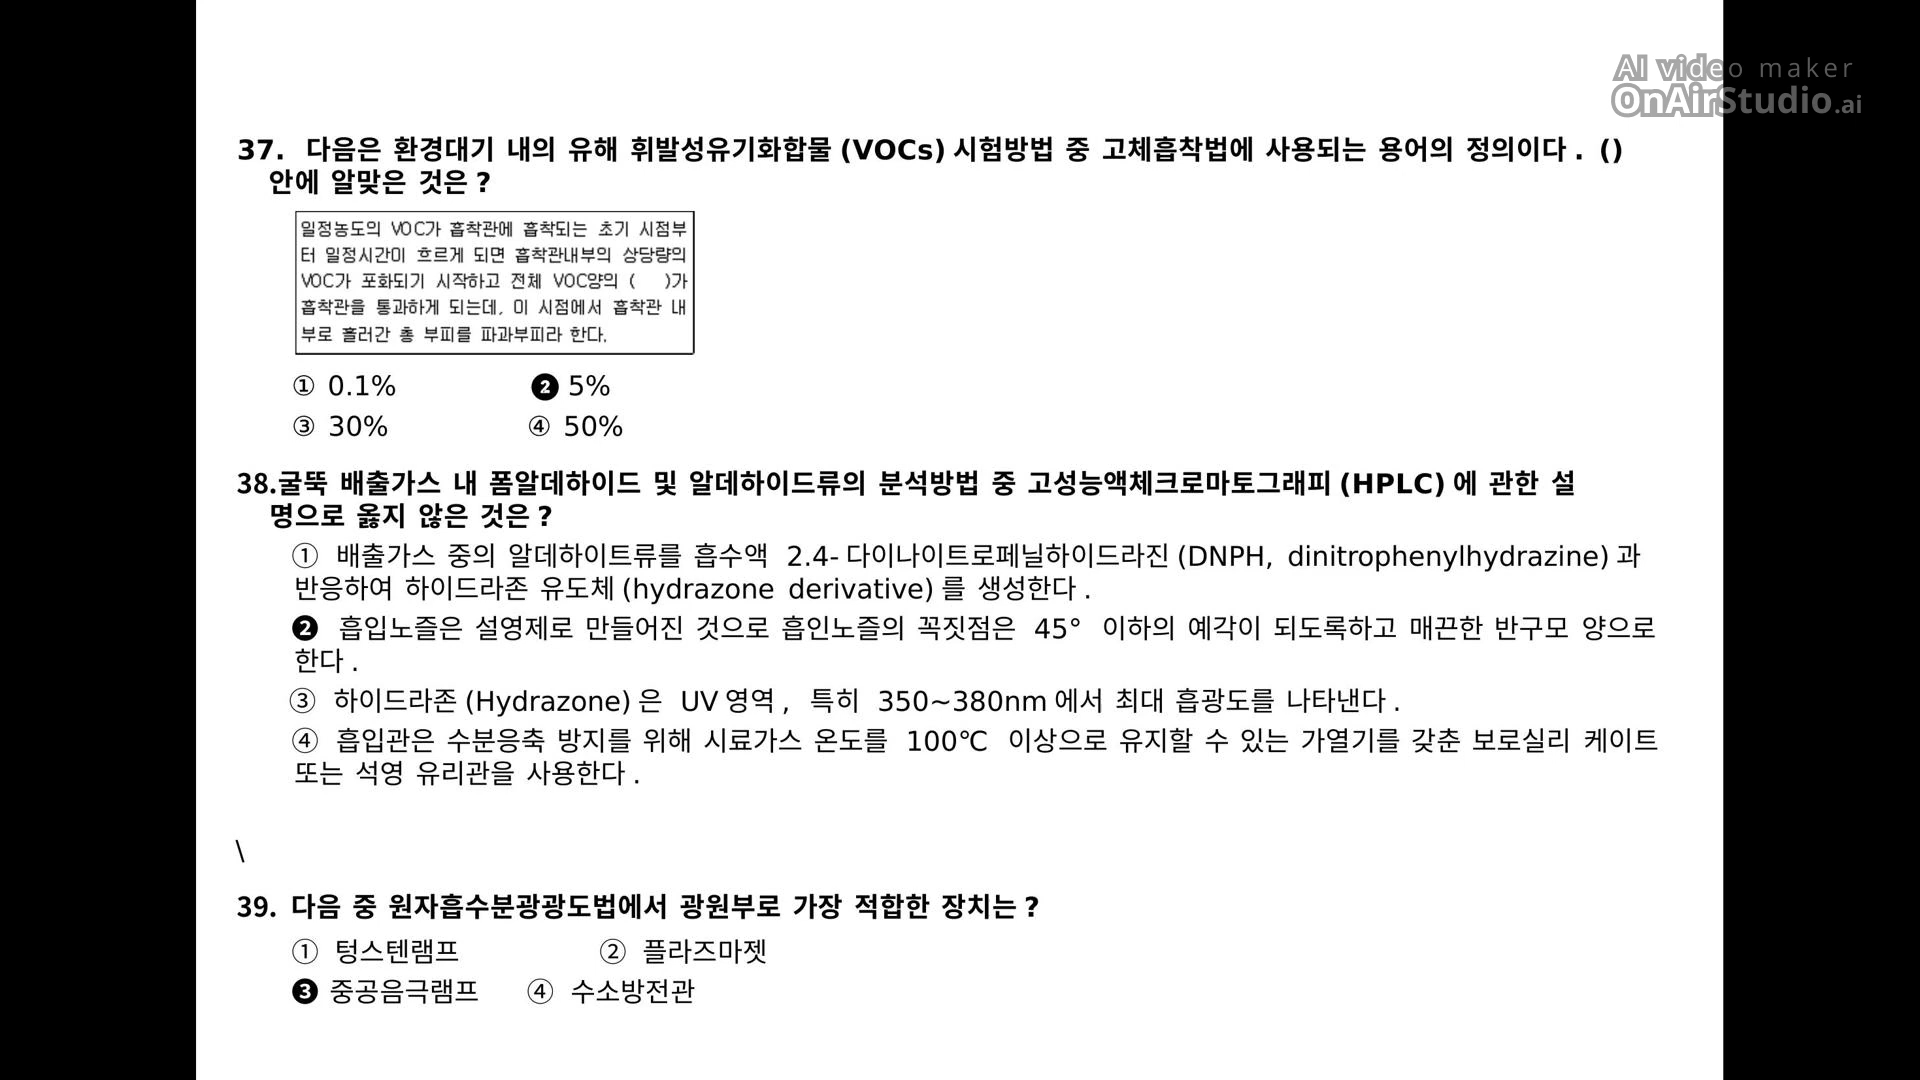 AI video maker
OnAirStudio.ai
37. 다음은 환경대기 내의 유해 휘발성유기화합물 (VOCs) 시험방법 중 고체흡착법에 사용되는 용어의 정의이다 . ()
안에 알맞은 것은 ?
일정농도의 VOC가 흡착관에 흡착되는 초기 시점부
터 일정시간이 흐르게 되면 흡착관내부의 상당량의
VOC가 포화되기 시작하고 전체 VOC양의 ( )가
흡착관을 통과하게 되는데, 이 시점에서 흡착관 내
부로 흘러간 총 부피를 파과부피라 한다.
① 0.1% ❷ 5%
③ 30% ④ 50%
38.굴뚝 배출가스 내 폼알데하이드 및 알데하이드류의 분석방법 중 고성능액체크로마토그래피 (HPLC) 에 관한 설
명으로 옳지 않은 것은 ?
① 배출가스 중의 알데하이트류를 흡수액 2.4- 다이나이트로페닐하이드라진 (DNPH, dinitrophenylhydrazine) 과
반응하여 하이드라존 유도체 (hydrazone derivative) 를 생성한다 .
❷ 흡입노즐은 설영제로 만들어진 것으로 흡인노즐의 꼭짓점은 45° 이하의 예각이 되도록하고 매끈한 반구모 양으로
한다 .
③ 하이드라존 (Hydrazone) 은 UV 영역 , 특히 350~380nm 에서 최대 흡광도를 나타낸다 .
④ 흡입관은 수분응축 방지를 위해 시료가스 온도를 100℃ 이상으로 유지할 수 있는 가열기를 갖춘 보로실리 케이트
또는 석영 유리관을 사용한다 .
\
39. 다음 중 원자흡수분광광도법에서 광원부로 가장 적합한 장치는 ?
① 텅스텐램프 ② 플라즈마젯
❸ 중공음극램프 ④ 수소방전관